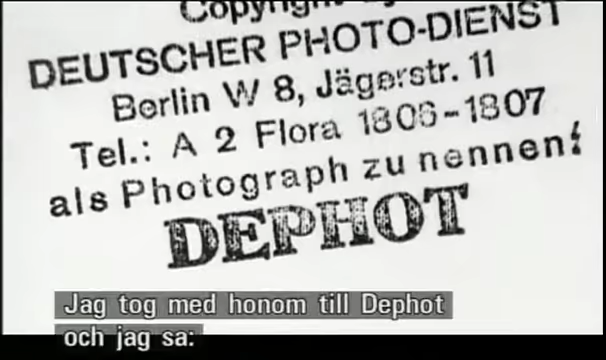 Copyright
DEUTSCHER PHOTO-DIENST
Berlin W 8, Jägerstr. 11
Tel.: A 2 Flora 1806-1807
als Photograph zu nennen:
DEPHOT
Jag tog med honom till Dephot
och jag sa: